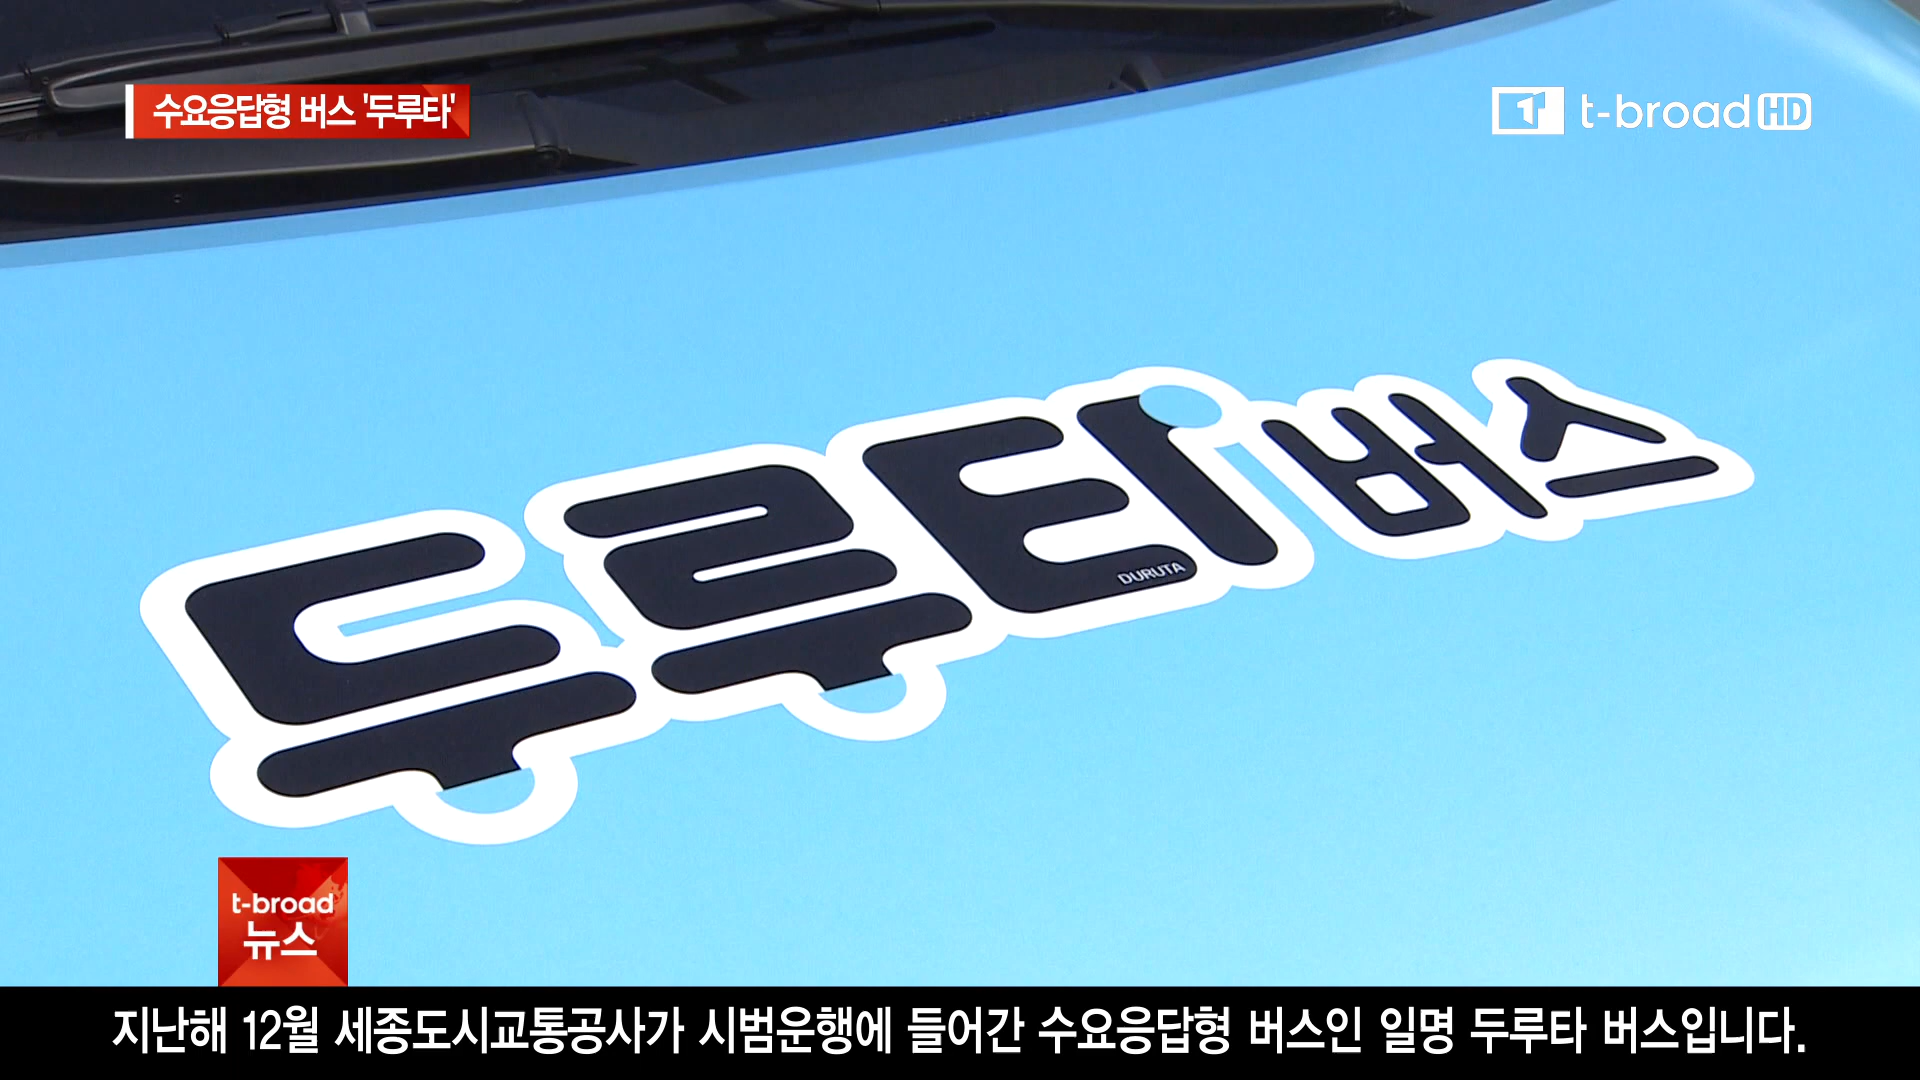 수요응답형 버스 '두루타'
t-broad HD
두루타버스
DURUTA
t-broad
뉴스
지난해 12월 세종도시교통공사가 시범운행에 들어간 수요응답형 버스인 일명 두루타 버스입니다.